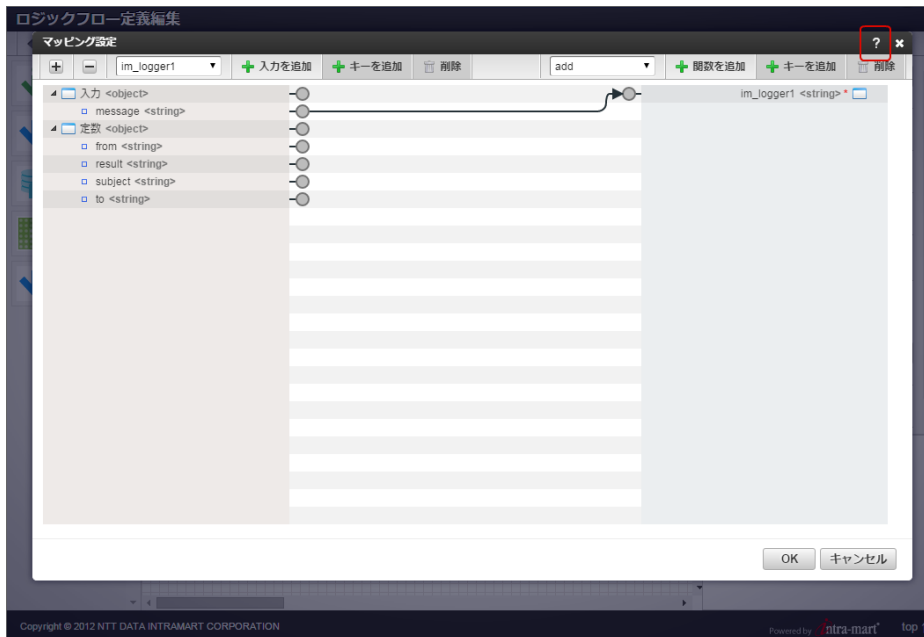 ロジックフロー定義編集
マッピング設定 ?
im_logger1 入力を追加 キーを追加 削除 add 関数を追加 キーを追加 削除
入力 <object> im_logger1 <string> *
message <string>
定数 <object>
from <string>
result <string>
subject <string>
to <string>
OK キャンセル
Copyright © 2012 NTT DATA INTRAMART CORPORATION Powered by intra-mart top